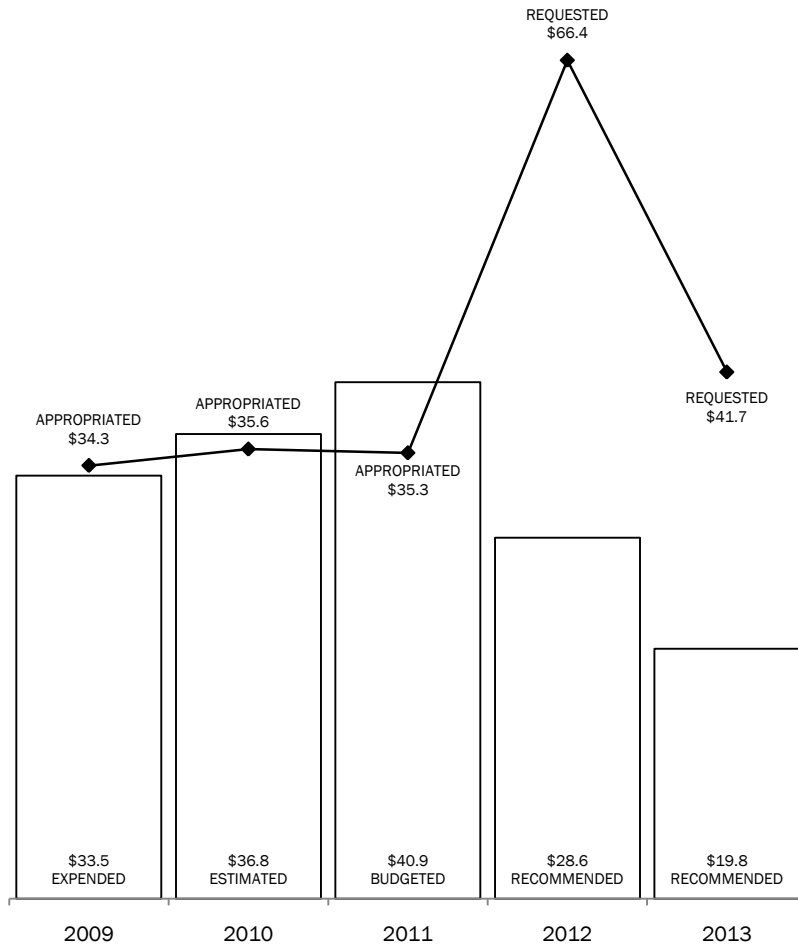 REQUESTED
$66.4
REQUESTED
$41.7
APPROPRIATED
$34.3
APPROPRIATED
$35.6
APPROPRIATED
$35.3
$33.5
EXPENDED
$36.8
ESTIMATED
$40.9
BUDGETED
$28.6
RECOMMENDED
$19.8
RECOMMENDED
2009
2010
2011
2012
2013